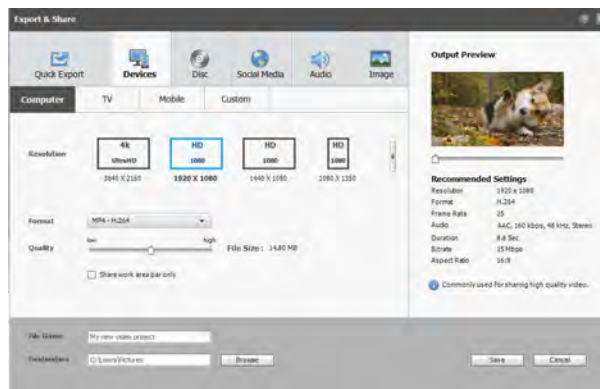 Export & Share
Quick Export
Devices
Disc
Social Media
Audio
Image
Computer
TV
Mobile
Custom
Resolution
4k
UltraHD
3840 X 2160
HD
1080
1920 X 1080
HD
1080
1440 X 1080
HD
1080
1080 X 1350
Format
MP4 - H.264
Quality
low
high
File Size : 14.80 MB
Share work area bar only
Output Preview
Recommended Settings
Resolution 1920 x 1080
Format H.264
Frame Rate 25
Audio AAC, 160 kbps, 48 kHz, Stereo
Duration 8.8 Sec
Bitrate 15 Mbps
Aspect Ratio 16:9
Commonly used for sharing high quality video.
File Name:
My new video project
Destination
C:\Users\Pictures
Browse
Save
Cancel